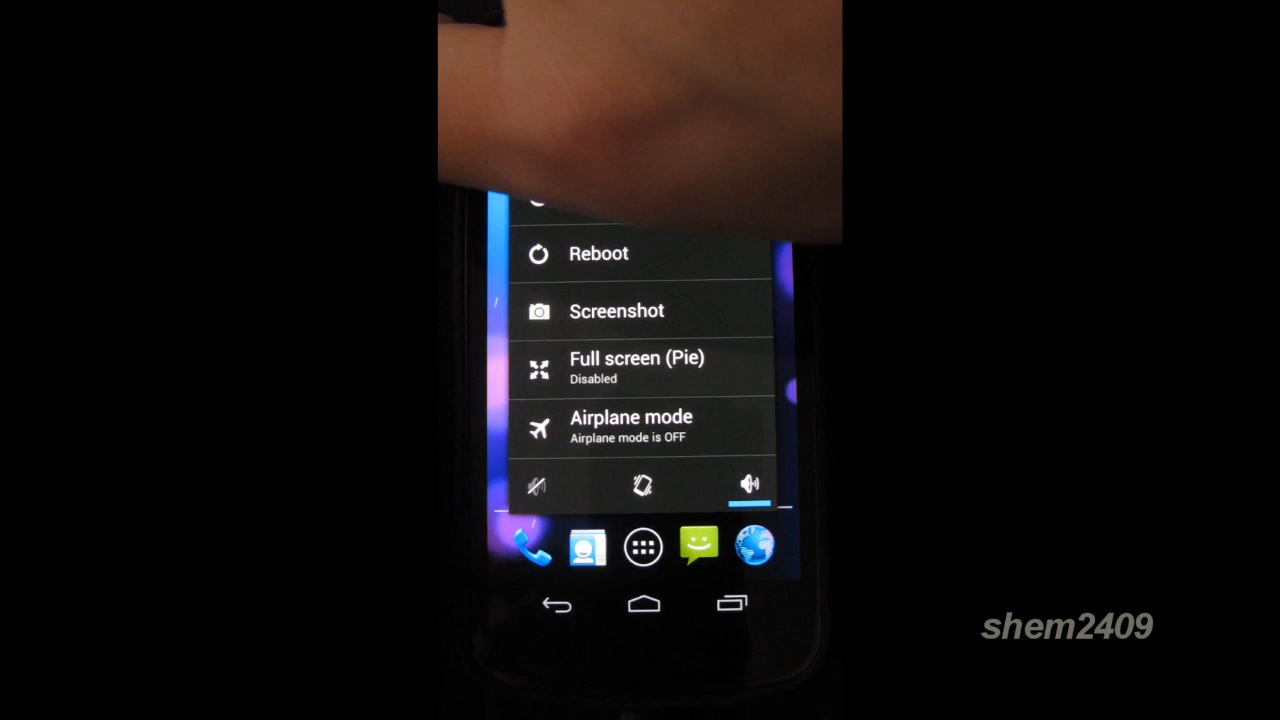 Reboot
Screenshot
Full screen (Pie)
Disabled
Airplane mode
Airplane mode is OFF
shem2409